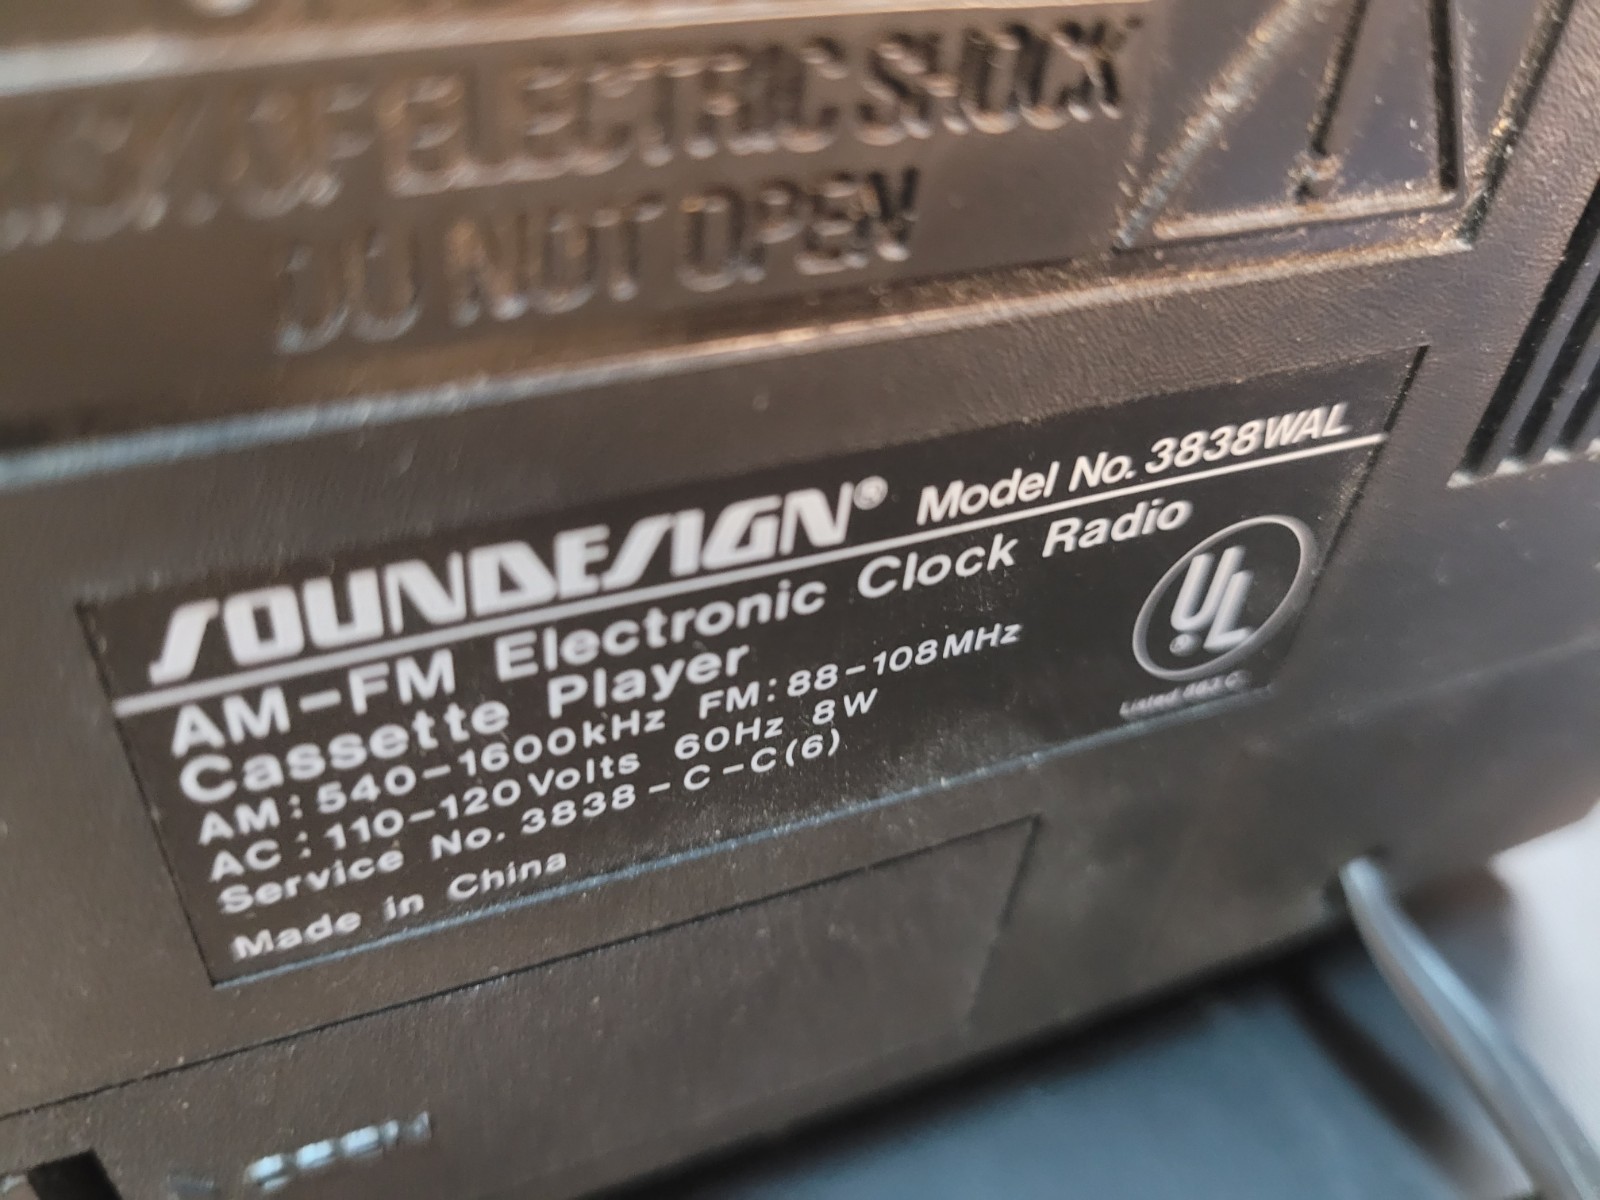 OF ELECTRIC SHOCK
DO NOT OPEN
SOUNDESIGN® Model No. 3838WAL
AM-FM Electronic Clock Radio
Cassette Player
AM: 540-1600kHz FM: 88-108MHz
AC: 110-120Volts 60Hz 8W
Service No. 3838-C-C(6)
Made in China
UL®
Listed